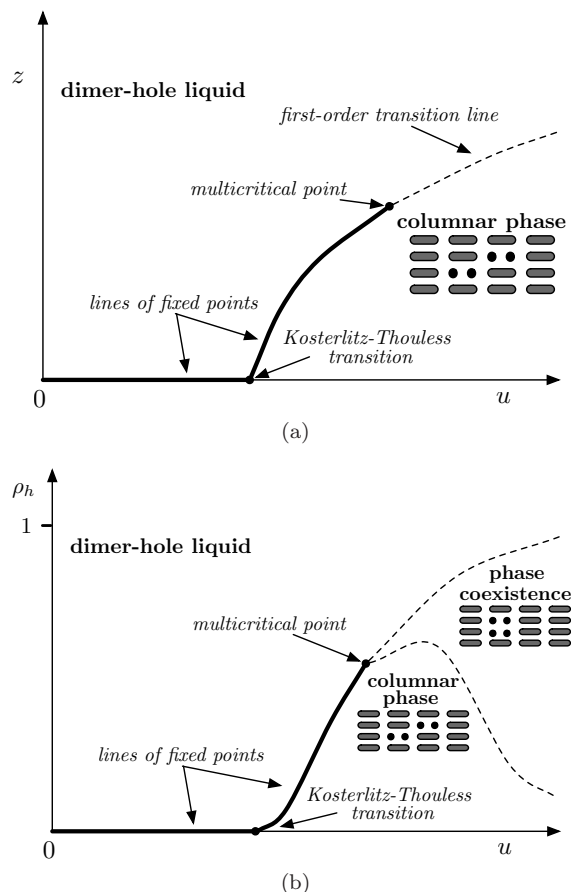 z
dimer-hole liquid
first-order transition line
multicritical point
columnar phase
lines of fixed points
Kosterlitz-Thouless
transition
0
u
(a)
ρh
1
dimer-hole liquid
phase
coexistence
multicritical point
columnar
phase
lines of fixed points
Kosterlitz-Thouless
transition
0
u
(b)